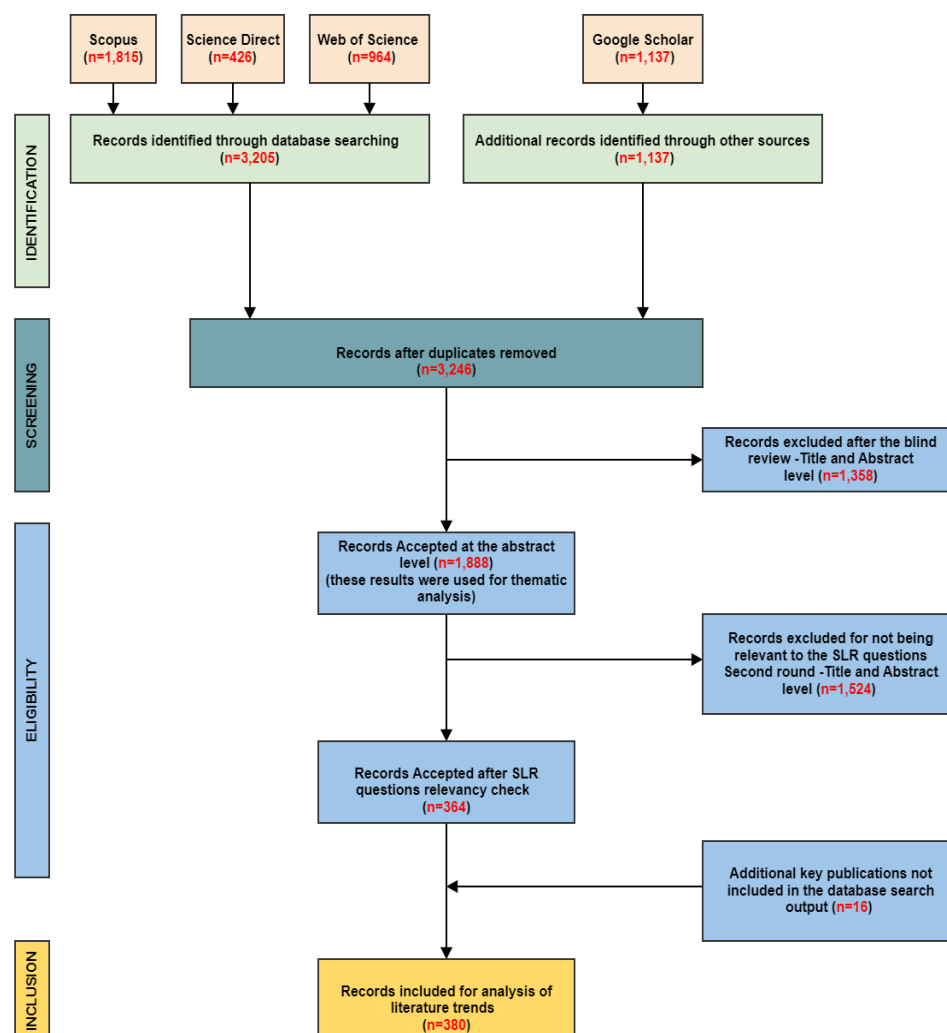 Scopus
(n=1,815)
Science Direct
(n=426)
Web of Science
(n=964)
Google Scholar
(n=1,137)
IDENTIFICATION
Records identified through database searching
(n=3,205)
Additional records identified through other sources
(n=1,137)
SCREENING
Records after duplicates removed
(n=3,246)
Records excluded after the blind
review -Title and Abstract
level (n=1,358)
ELIGIBILITY
Records Accepted at the abstract
level (n=1,888)
(these results were used for thematic
analysis)
Records excluded for not being
relevant to the SLR questions
Second round -Title and Abstract
level (n=1,524)
Records Accepted after SLR
questions relevancy check
(n=364)
Additional key publications not
included in the database search
output (n=16)
INCLUSION
Records included for analysis of
literature trends
(n=380)